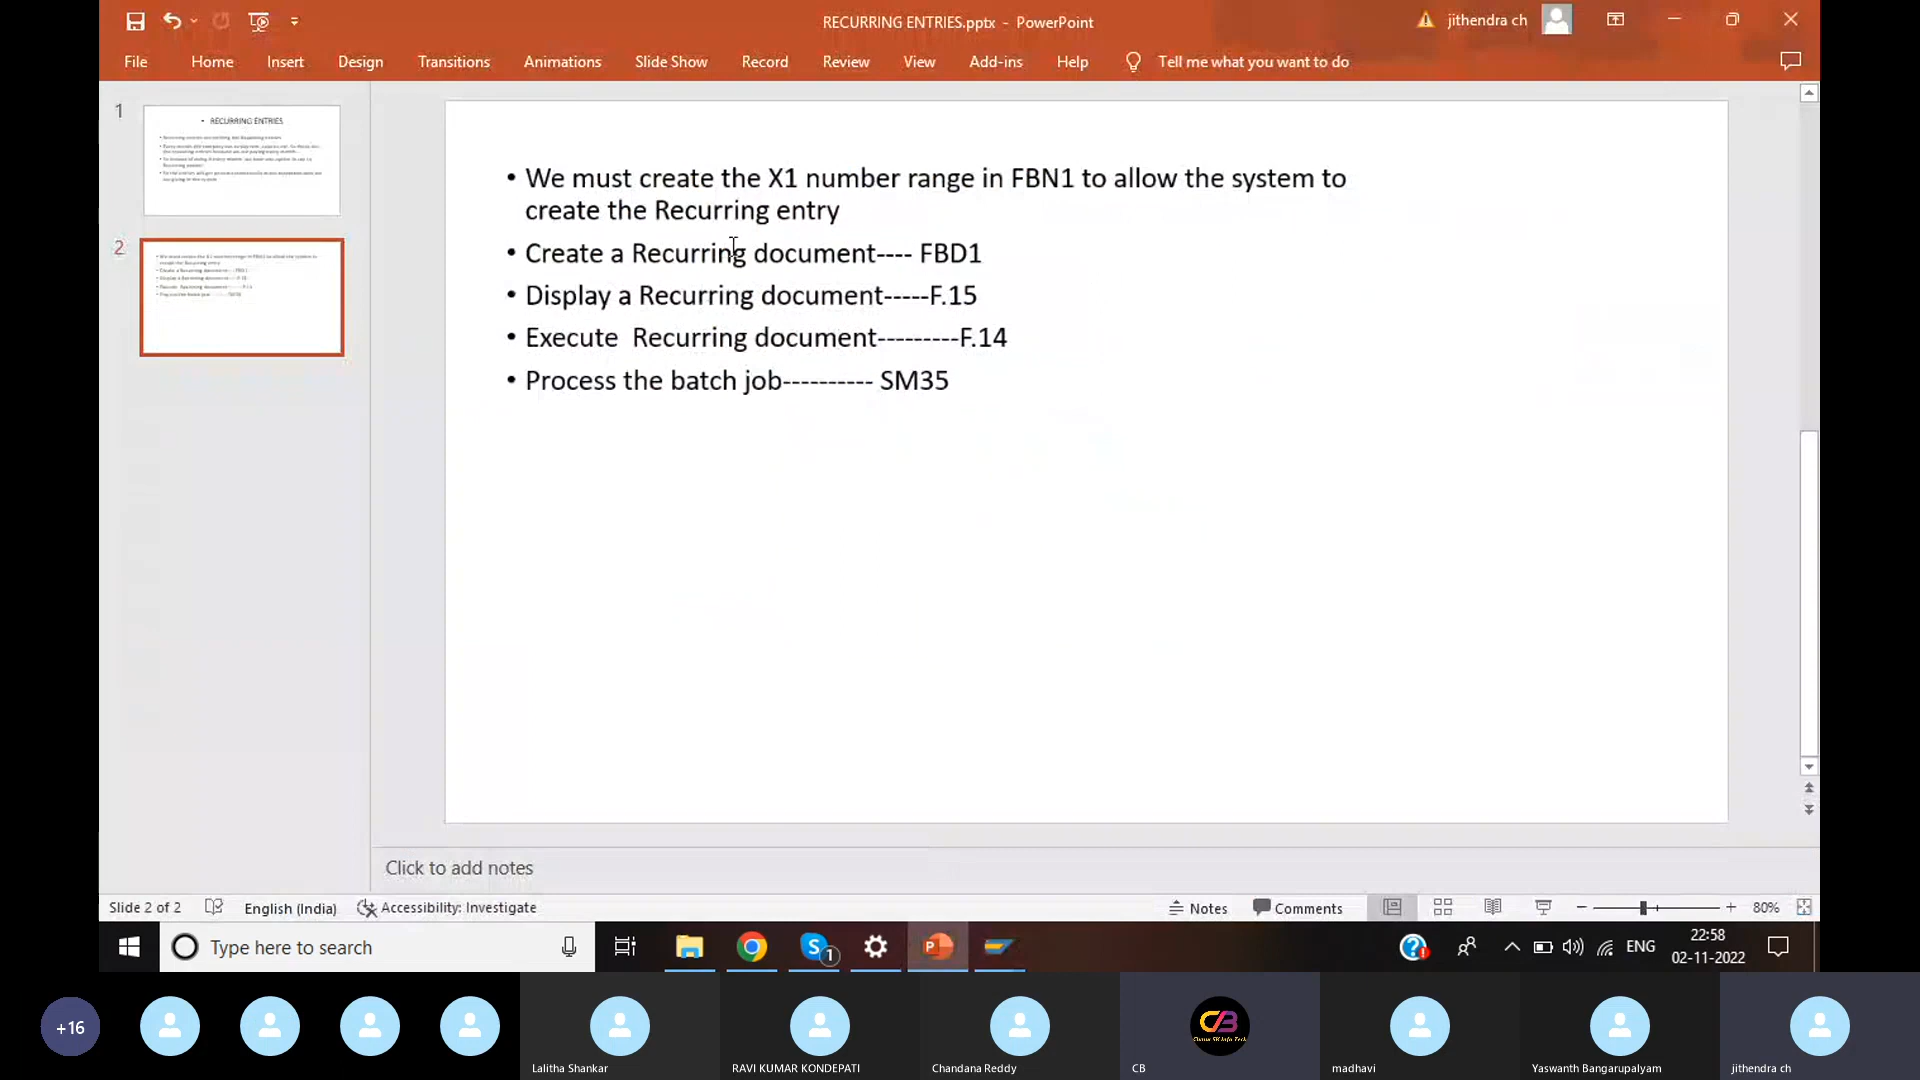 RECURRING ENTRIES.pptx - PowerPoint
jithendra ch
File Home Insert Design Transitions Animations Slide Show Record Review View Add-ins Help Tell me what you want to do
1
• RECURRING ENTRIES
2
• We must create the X1 number range in FBN1 to allow the system to
create the Recurring entry
• Create a Recurring document---- FBD1
• Display a Recurring document-----F.15
• Execute  Recurring document---------F.14
• Process the batch job---------- SM35
Click to add notes
Slide 2 of 2 English (India) Accessibility: Investigate Notes Comments 80%
Type here to search
1
ENG
22:58
02-11-2022
+16
Lalitha Shankar
RAVI KUMAR KONDEPATI
Chandana Reddy
CB
madhavi
Yaswanth Bangarupalyam
jithendra ch